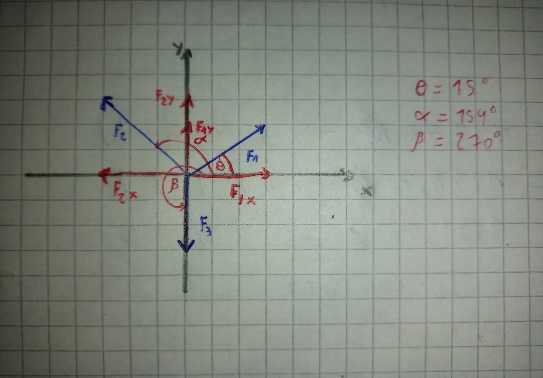 y
F2y
F2
F1y
α
θ
F1
F2x
β
F1x
x
F3
θ = 15°
α = 154°
β = 270°